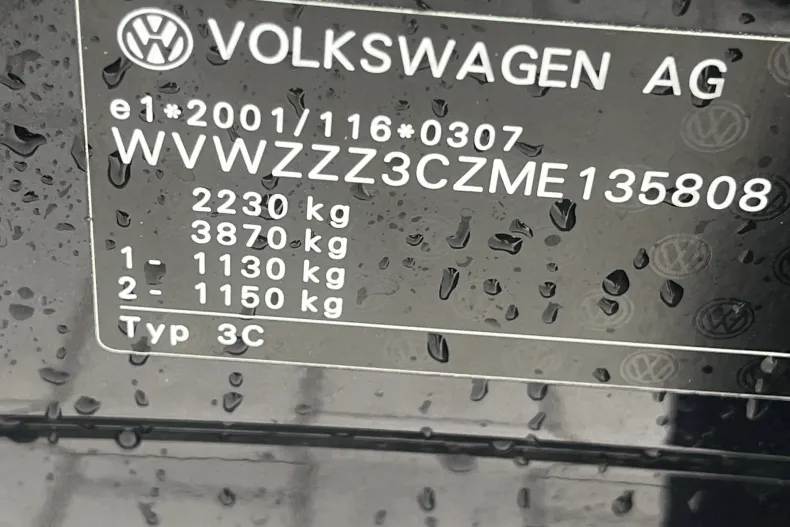 VOLKSWAGEN AG
e1*2001/116*0307
WVWZZZ3CZME135808
2230 kg
3870 kg
1- 1130 kg
2- 1150 kg
Typ 3C